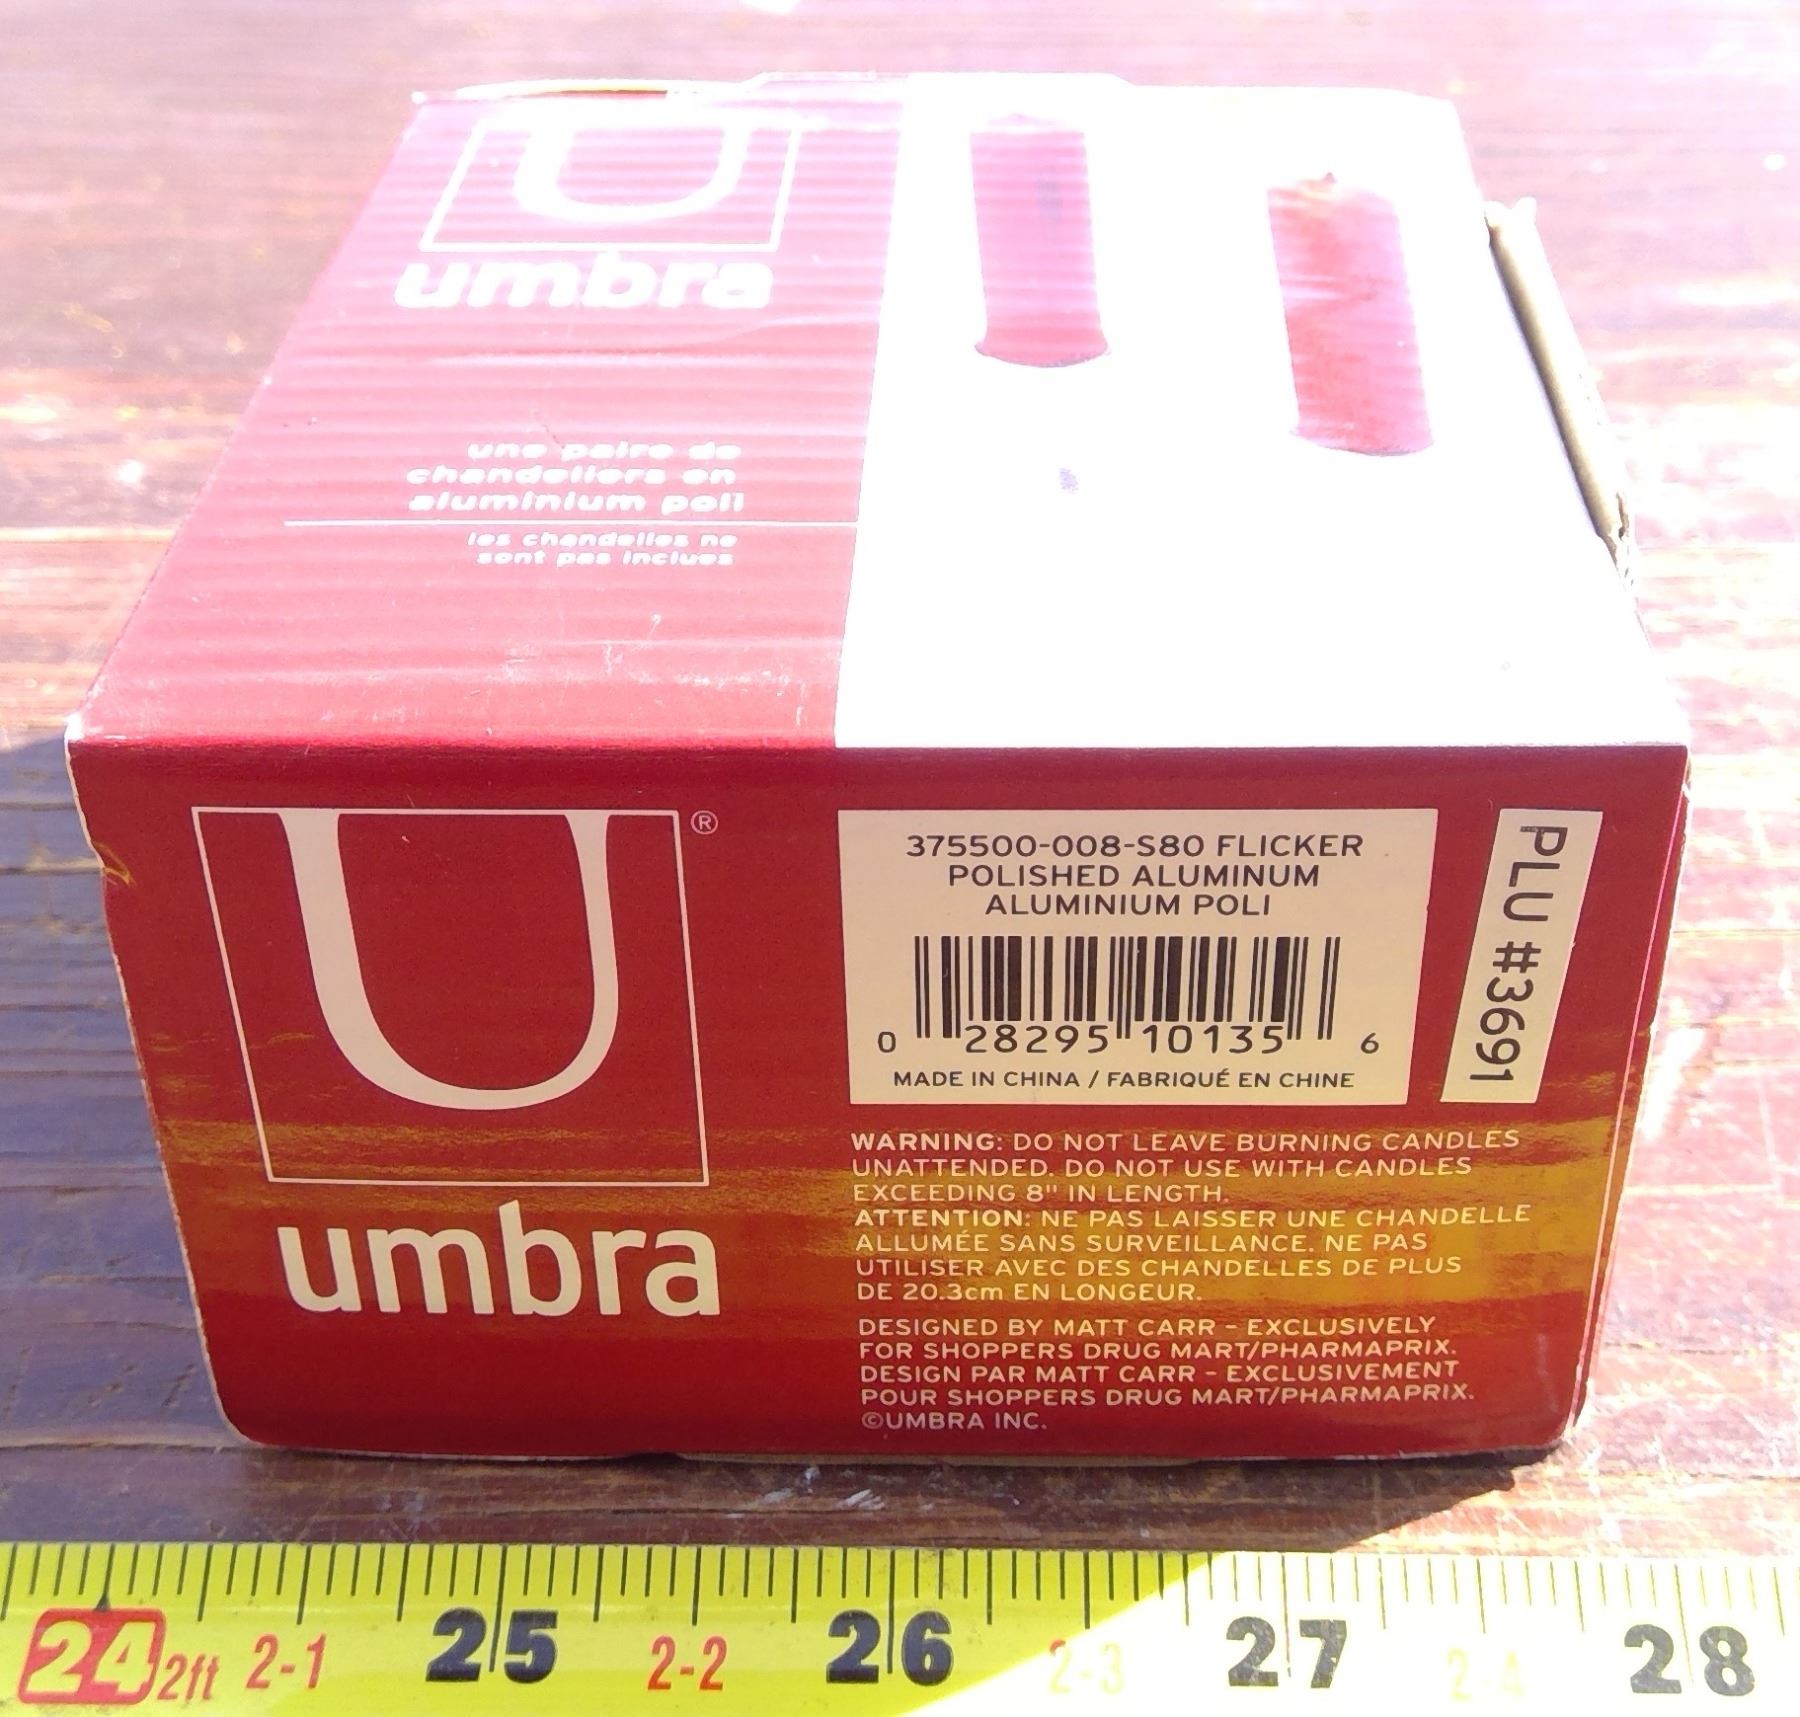 U
umbra
une paire de
chandeliers en
aluminium poli
les chandelles ne
sont pas inclues
U®
umbra
375500-008-S80 FLICKER
POLISHED ALUMINUM
ALUMINIUM POLI
0 28295 10135 6
MADE IN CHINA / FABRIQUÉ EN CHINE
PLU #3691
WARNING: DO NOT LEAVE BURNING CANDLES
UNATTENDED. DO NOT USE WITH CANDLES
EXCEEDING 8" IN LENGTH.
ATTENTION: NE PAS LAISSER UNE CHANDELLE
ALLUMÉE SANS SURVEILLANCE. NE PAS
UTILISER AVEC DES CHANDELLES DE PLUS
DE 20.3cm EN LONGEUR.
DESIGNED BY MATT CARR - EXCLUSIVELY
FOR SHOPPERS DRUG MART/PHARMAPRIX.
DESIGN PAR MATT CARR - EXCLUSIVEMENT
POUR SHOPPERS DRUG MART/PHARMAPRIX.
©UMBRA INC.
24 2ft 2-1 25 2-2 26 2-3 27 2-4 28